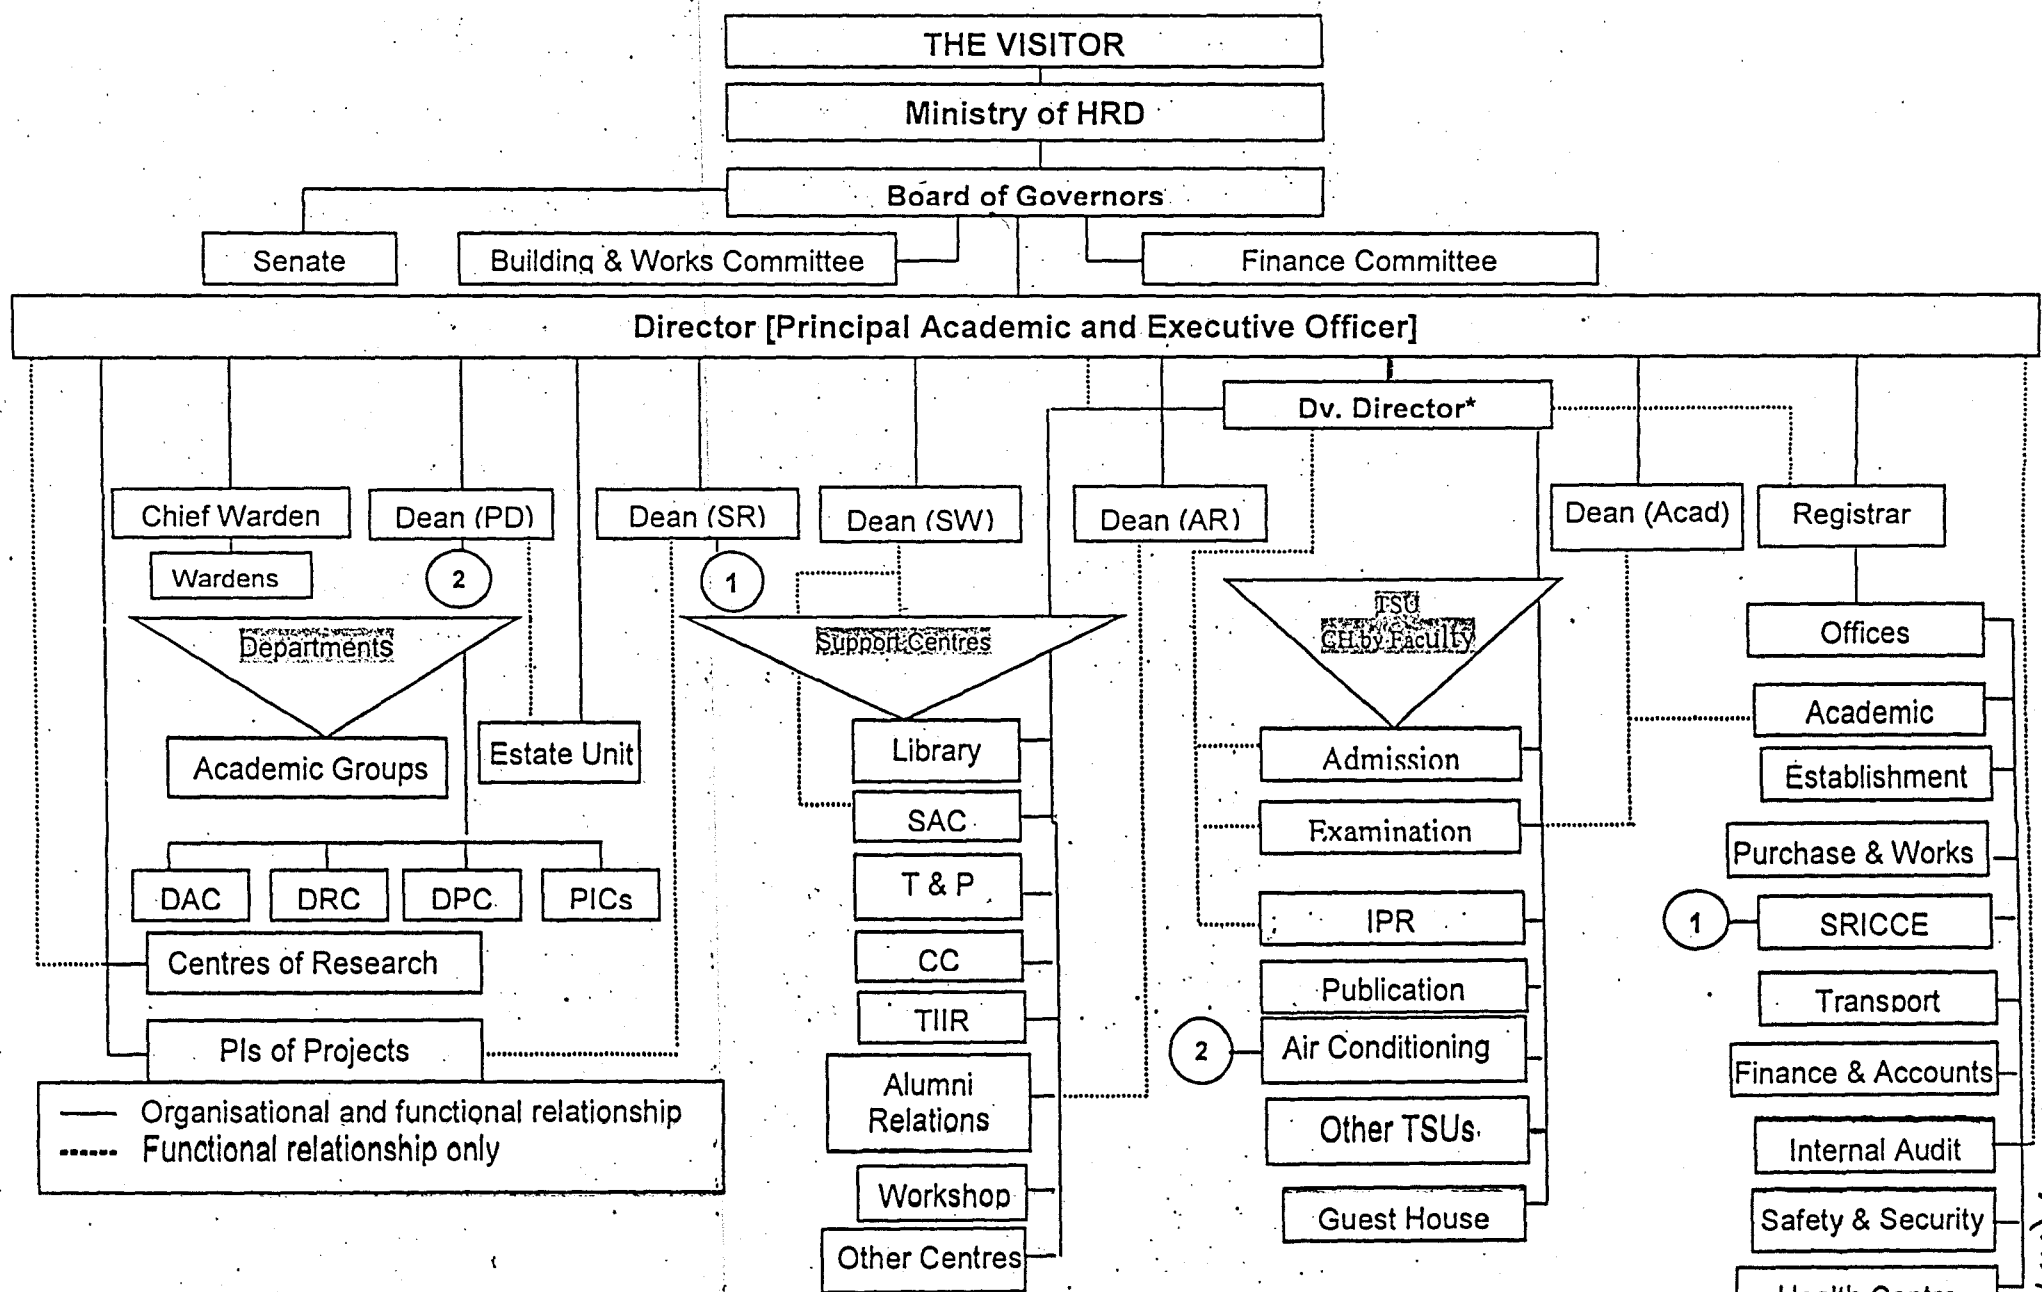 THE VISITOR
Ministry of HRD
Board of Governors
Senate
Building & Works Committee
Finance Committee
Director [Principal Academic and Executive Officer]
Dv. Director*
Chief Warden
Dean (PD)
Dean (SR)
Dean (SW)
Dean (AR)
Dean (Acad)
Registrar
Wardens
2
1
Departments
Support Centres
TSU
CH.by Faculty
Offices
Academic Groups
Estate Unit
Library
Admission
Academic
Establishment
SAC
Examination
Purchase & Works
DAC
DRC
DPC
PICs
T & P
IPR
1
SRICCE
Centres of Research
CC
Publication
Transport
TIIR
PIs of Projects
2
Air Conditioning
Finance & Accounts
Organisational and functional relationship
Functional relationship only
Alumni
Relations
Other TSUs
Internal Audit
Workshop
Guest House
Safety & Security
Other Centres